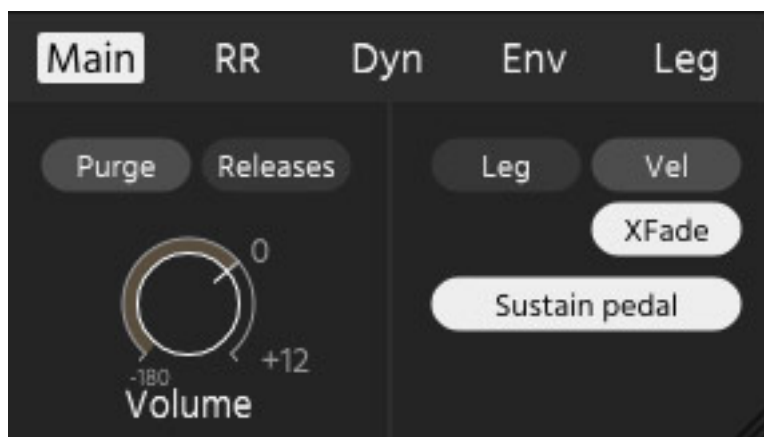 Main RR Dyn Env Leg
Purge Releases Leg Vel
XFade
0
Sustain pedal
+12
-180
Volume